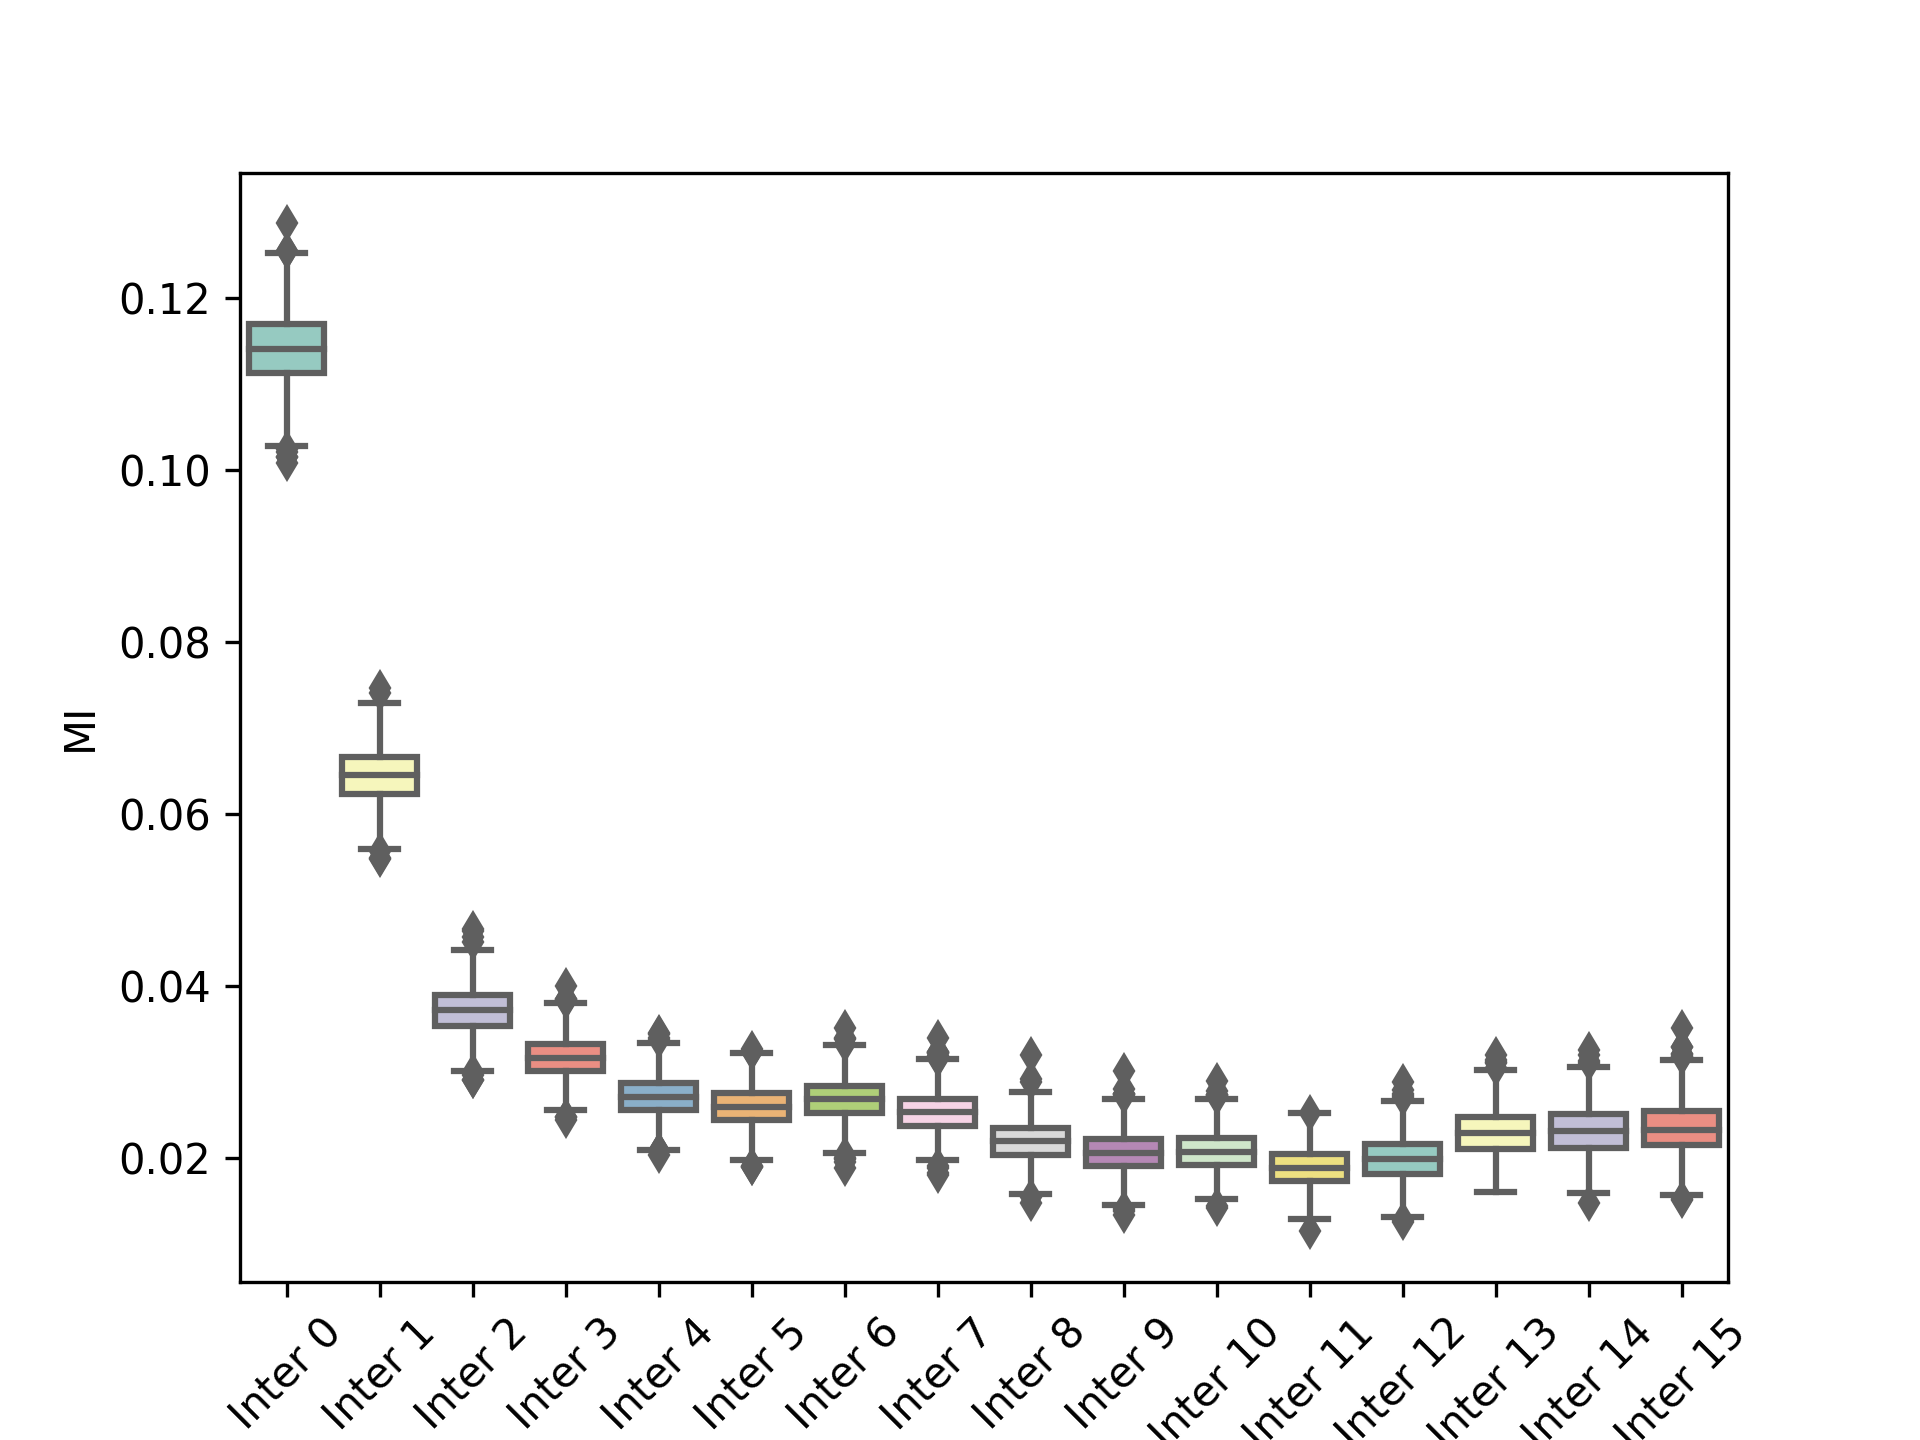 0.12
0.10
0.08
0.06
0.04
0.02
MI
Inter 0
Inter 1
Inter 2
Inter 3
Inter 4
Inter 5
Inter 6
Inter 7
Inter 8
Inter 9
Inter 10
Inter 11
Inter 12
Inter 13
Inter 14
Inter 15